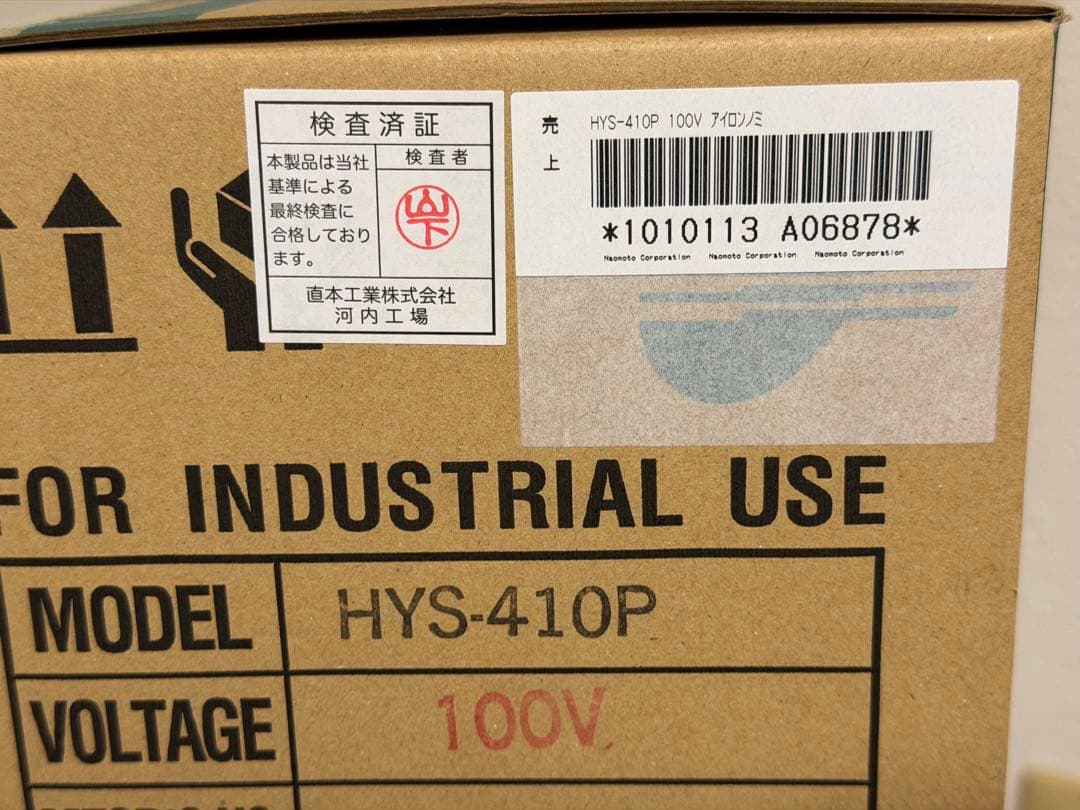 検査済証
本製品は当社
基準による
最終検査に
合格しており
ます。
検査者
山下
直本工業株式会社
河内工場
売
上
HYS-410P 100V アイロンノミ
*1010113 A06878*
Naomoto Corporation Naomoto Corporation Naomoto Corporation
FOR INDUSTRIAL USE
MODEL HYS-410P
VOLTAGE 100V